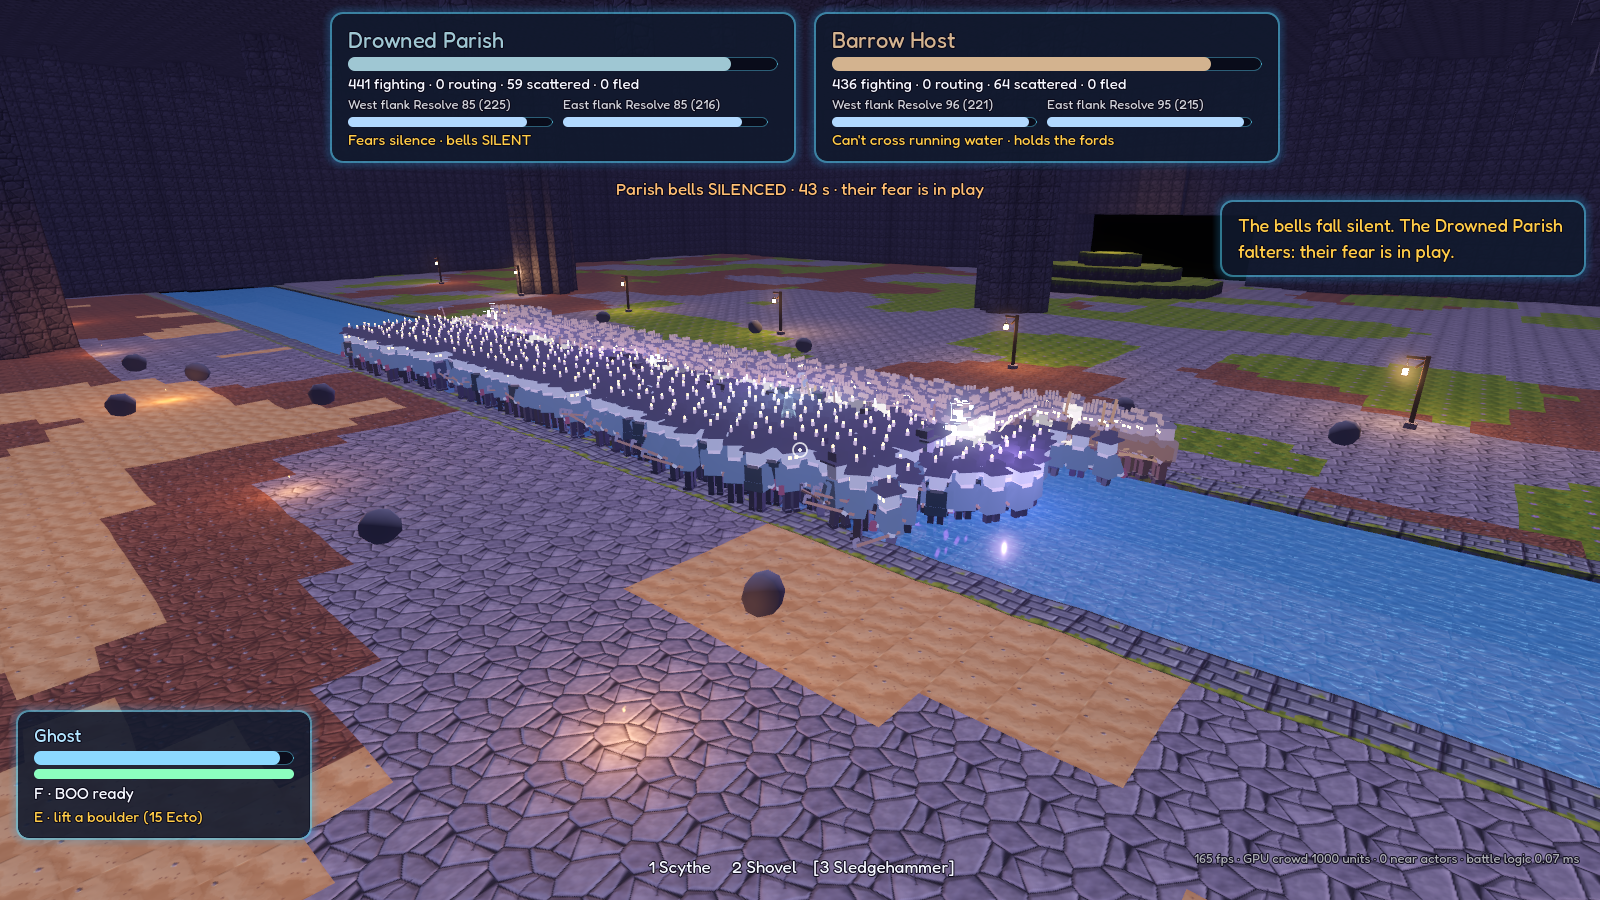 Drowned Parish
441 fighting · 0 routing · 59 scattered · 0 fled
West flank Resolve 85 (225)
East flank Resolve 85 (216)
Fears silence · bells SILENT
Barrow Host
436 fighting · 0 routing · 64 scattered · 0 fled
West flank Resolve 96 (221)
East flank Resolve 95 (215)
Can't cross running water · holds the fords
Parish bells SILENCED · 43 s · their fear is in play
The bells fall silent. The Drowned Parish
falters: their fear is in play.
Ghost
F · BOO ready
E · lift a boulder (15 Ecto)
1 Scythe 2 Shovel [3 Sledgehammer]
165 fps · GPU crowd 1000 units · 0 near actors · battle logic 0.07 ms